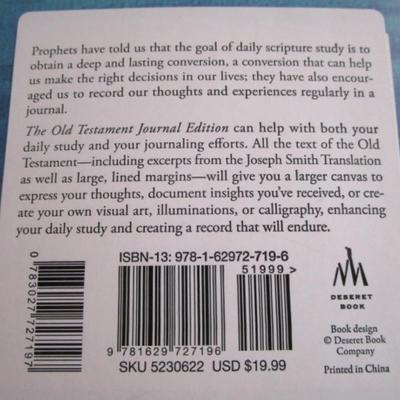 Prophets have told us that the goal of daily scripture study is to
obtain a deep and lasting conversion, a conversion that can help
us make the right decisions in our lives; they have also encour-
aged us to record our thoughts and experiences regularly in a
journal.
The Old Testament Journal Edition can help with both your
daily study and your journaling efforts. All the text of the Old
Testament—including excerpts from the Joseph Smith Translation
as well as large, lined margins—will give you a larger canvas to
express your thoughts, document insights you've received, or cre-
ate your own visual art, illuminations, or calligraphy, enhancing
your daily study and creating a record that will endure.
0 78302 72719 7
ISBN-13: 978-1-62972-719-6
51999>
9 781629 727196
SKU 5230622 USD $19.99
DESERET
BOOK
Book design
© Deseret Book
Company
Printed in China